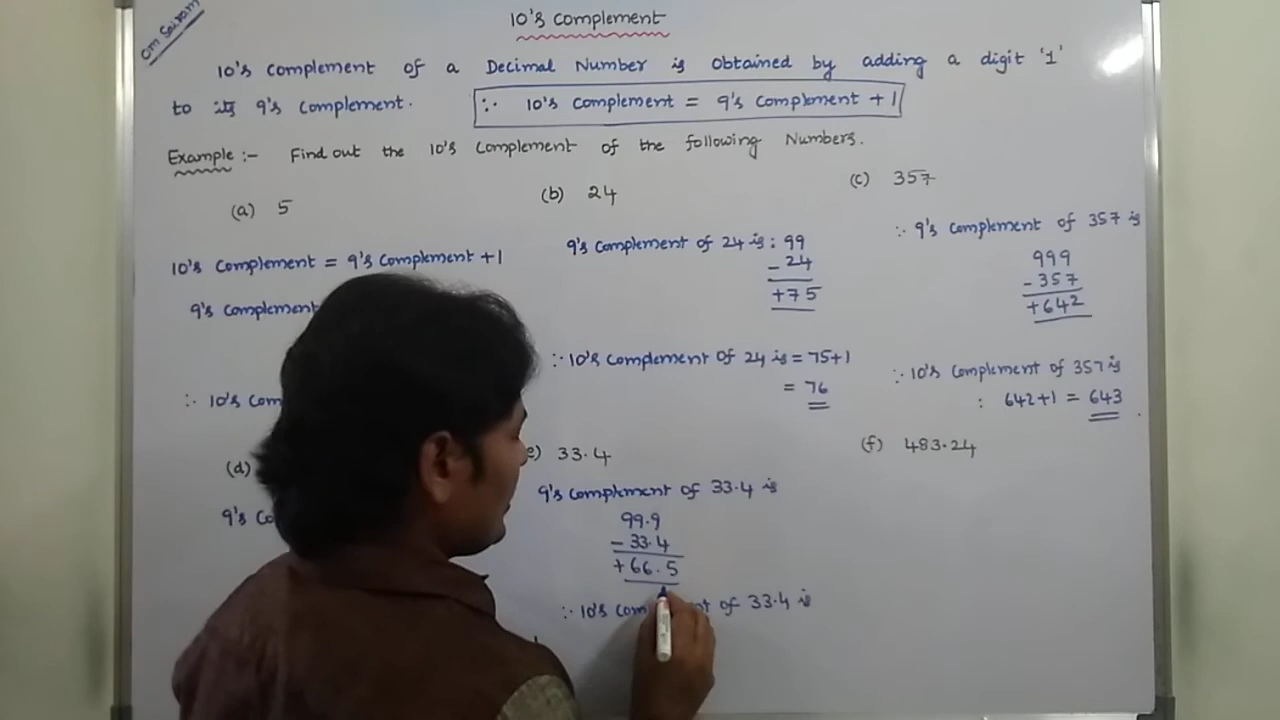 Om Sairam
10's Complement
10's Complement of a Decimal Number is obtained by adding a digit '1'
to its 9's Complement. ∵ 10's Complement = 9's Complement + 1
Example :- Find out the 10's Complement of the following Numbers.
(a) 5
(b) 24
(c) 357
10's Complement = 9's Complement + 1
9's Complement
∴ 10's Com
9's Complement of 24 is : 99
- 24
+75
∵ 10's Complement of 24 is = 75+1
= 76
∵ 9's Complement of 357 is
999
- 357
+642
∵ 10's Complement of 357 is
: 642+1 = 643
(d)
9's Co
e) 33.4
9's Complement of 33.4 is
99.9
- 33.4
+66.5
∵ 10's com nt of 33.4 is
(f) 483.24